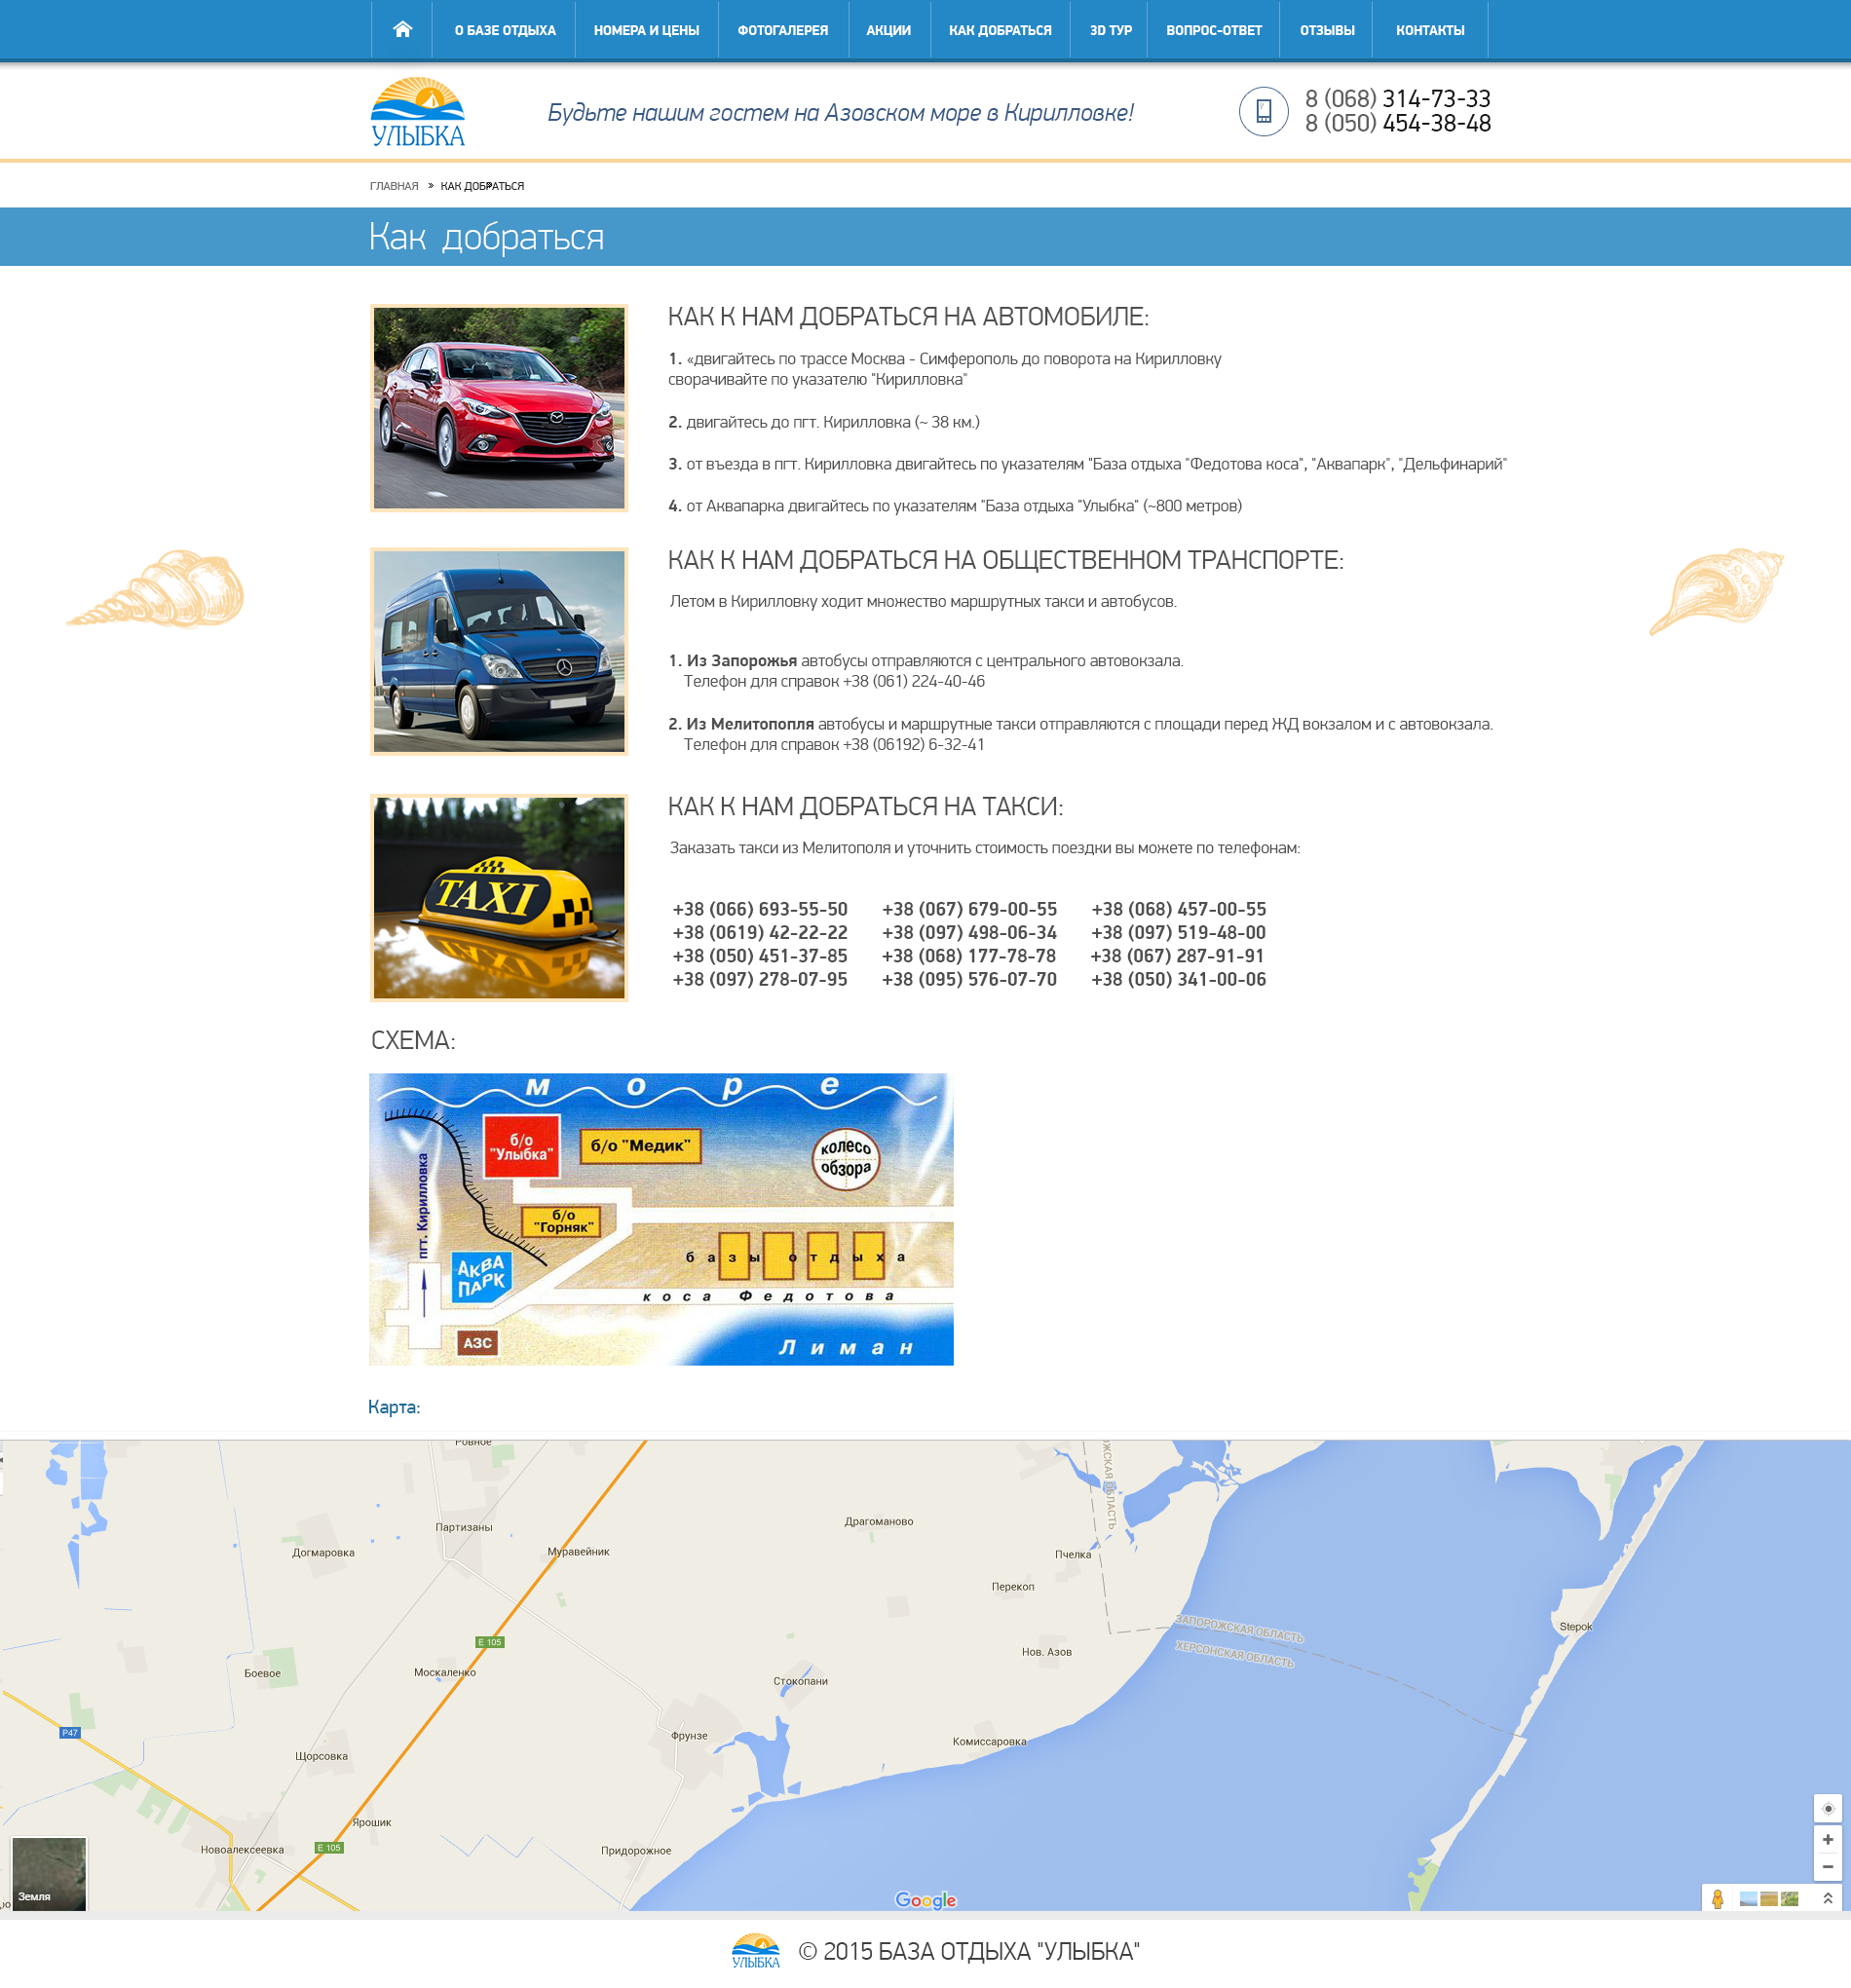 О БАЗЕ ОТДЫХА
НОМЕРА И ЦЕНЫ
ФОТОГАЛЕРЕЯ
АКЦИИ
КАК ДОБРАТЬСЯ
3D ТУР
ВОПРОС-ОТВЕТ
ОТЗЫВЫ
КОНТАКТЫ
УЛЫБКА
Будьте нашим гостем на Азовском море в Кирилловке!
8 (068) 314-73-33
8 (050) 454-38-48
ГЛАВНАЯ » КАК ДОБРАТЬСЯ
Как добраться
КАК К НАМ ДОБРАТЬСЯ НА АВТОМОБИЛЕ:
1. «двигайтесь по трассе Москва - Симферополь до поворота на Кирилловку
сворачивайте по указателю "Кирилловка"
2. двигайтесь до пгт. Кирилловка (~ 38 км.)
3. от въезда в пгт. Кирилловка двигайтесь по указателям "База отдыха "Федотова коса", "Аквапарк", "Дельфинарий"
4. от Аквапарка двигайтесь по указателям "База отдыха "Улыбка" (~800 метров)
КАК К НАМ ДОБРАТЬСЯ НА ОБЩЕСТВЕННОМ ТРАНСПОРТЕ:
Летом в Кирилловку ходит множество маршрутных такси и автобусов.
1. Из Запорожья автобусы отправляются с центрального автовокзала.
Телефон для справок +38 (061) 224-40-46
2. Из Мелитопопля автобусы и маршрутные такси отправляются с площади перед ЖД вокзалом и с автовокзала.
Телефон для справок +38 (06192) 6-32-41
TAXI
КАК К НАМ ДОБРАТЬСЯ НА ТАКСИ:
Заказать такси из Мелитополя и уточнить стоимость поездки вы можете по телефонам:
+38 (066) 693-55-50 +38 (067) 679-00-55 +38 (068) 457-00-55
+38 (0619) 42-22-22 +38 (097) 498-06-34 +38 (097) 519-48-00
+38 (050) 451-37-85 +38 (068) 177-78-78 +38 (067) 287-91-91
+38 (097) 278-07-95 +38 (095) 576-07-70 +38 (050) 341-00-06
СХЕМА:
море
б/о
"Улыбка"
б/о "Медик"
колесо
обзора
пгт. Кирилловка
б/о
"Горняк"
АКВА
ПАРК
базы отдыха
коса Федотова
АЗС
Лиман
Карта:
Ровное
Партизаны
Догмаровка
Муравейник
Драгоманово
Пчелка
Перекоп
ЗАПОРОЖСКАЯ ОБЛАСТЬ
ХЕРСОНСКАЯ ОБЛАСТЬ
ЖСКАЯ ОБЛАСТЬ
Stepok
E 105
Нов. Азов
Боевое
Москаленко
Стокопани
P47
Фрунзе
Комиссаровка
Щорсовка
Ярошик
E 105
Новоалексеевка
Придорожное
Земля
Google
УЛЫБКА
© 2015 БАЗА ОТДЫХА "УЛЫБКА"